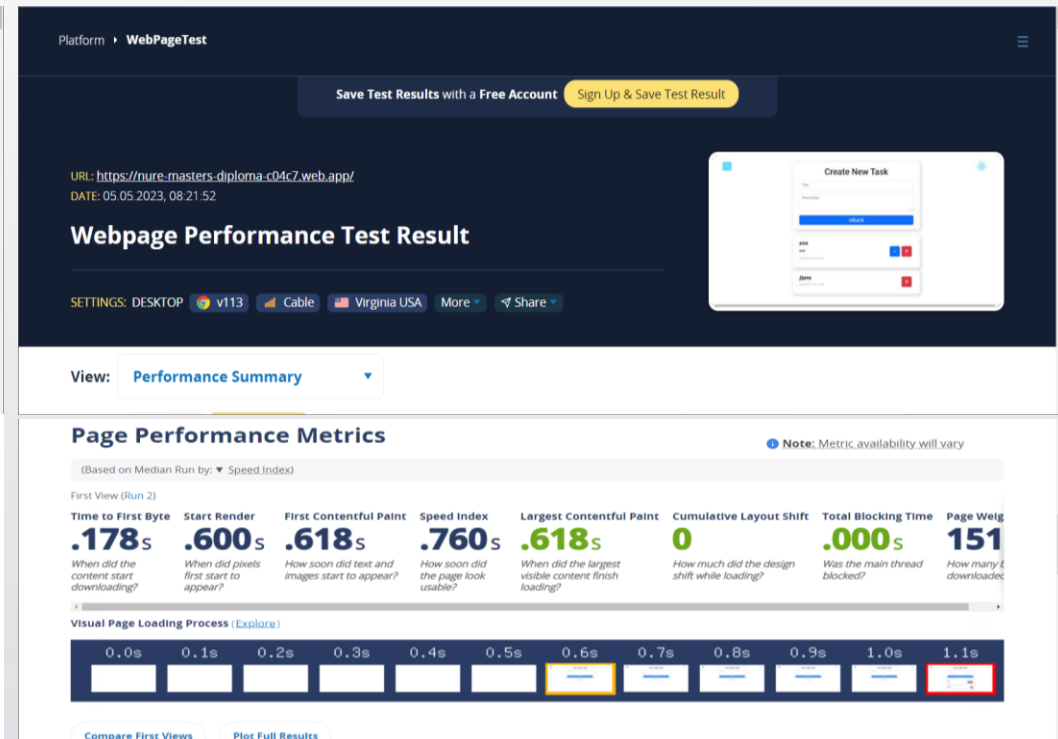 Platform ▸ WebPageTest
Save Test Results with a Free Account Sign Up & Save Test Result
URL: https://nure-masters-diploma-c04c7.web.app/
DATE: 05.05.2023, 08:21:52
Webpage Performance Test Result
SETTINGS: DESKTOP v113 Cable Virginia USA More Share
Create New Task
Title
CREATE
View: Performance Summary
Page Performance Metrics
Note: Metric availability will vary
(Based on Median Run by: ▼ Speed Index)
First View (Run 2)
Time to First Byte Start Render First Contentful Paint Speed Index Largest Contentful Paint Cumulative Layout Shift Total Blocking Time Page Weig
.178s .600s .618s .760s .618s 0 .000s 151
When did the When did pixels How soon did text and How soon did When did the largest How much did the design Was the main thread How many b
content start first start to images start to appear? the page look visible content finish shift while loading? blocked? downloaded
downloading? appear? usable? loading?
Visual Page Loading Process (Explore)
0.0s 0.1s 0.2s 0.3s 0.4s 0.5s 0.6s 0.7s 0.8s 0.9s 1.0s 1.1s
Compare First Views Plot Full Results